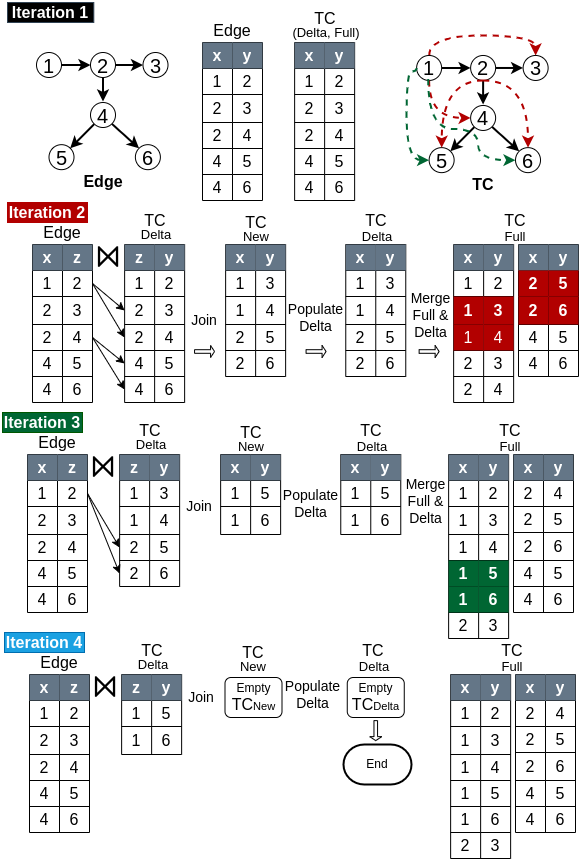 Iteration 1
1 2 3
4
5 6
Edge
Edge
x y
1 2
2 3
2 4
4 5
4 6
TC
(Delta, Full)
x y
1 2
2 3
2 4
4 5
4 6
1 2 3
4
5 6
TC
Iteration 2
Edge
x z
1 2
2 3
2 4
4 5
4 6
⋈
TC
Delta
z y
1 2
2 3
2 4
4 5
4 6
Join
TC
New
x y
1 3
1 4
2 5
2 6
Populate
Delta
TC
Delta
x y
1 3
1 4
2 5
2 6
Merge
Full &
Delta
TC
Full
x y
1 2
1 3
1 4
2 3
2 4
x y
2 5
2 6
4 5
4 6
Iteration 3
Edge
x z
1 2
2 3
2 4
4 5
4 6
⋈
TC
Delta
z y
1 3
1 4
2 5
2 6
Join
TC
New
x y
1 5
1 6
Populate
Delta
TC
Delta
x y
1 5
1 6
Merge
Full &
Delta
TC
Full
x y
1 2
1 3
1 4
1 5
1 6
2 3
x y
2 4
2 5
2 6
4 5
4 6
Iteration 4
Edge
x z
1 2
2 3
2 4
4 5
4 6
⋈
TC
Delta
z y
1 5
1 6
Join
TC
New
Empty
TCNew
Populate
Delta
TC
Delta
Empty
TCDelta
End
TC
Full
x y
1 2
1 3
1 4
1 5
1 6
2 3
x y
2 4
2 5
2 6
4 5
4 6